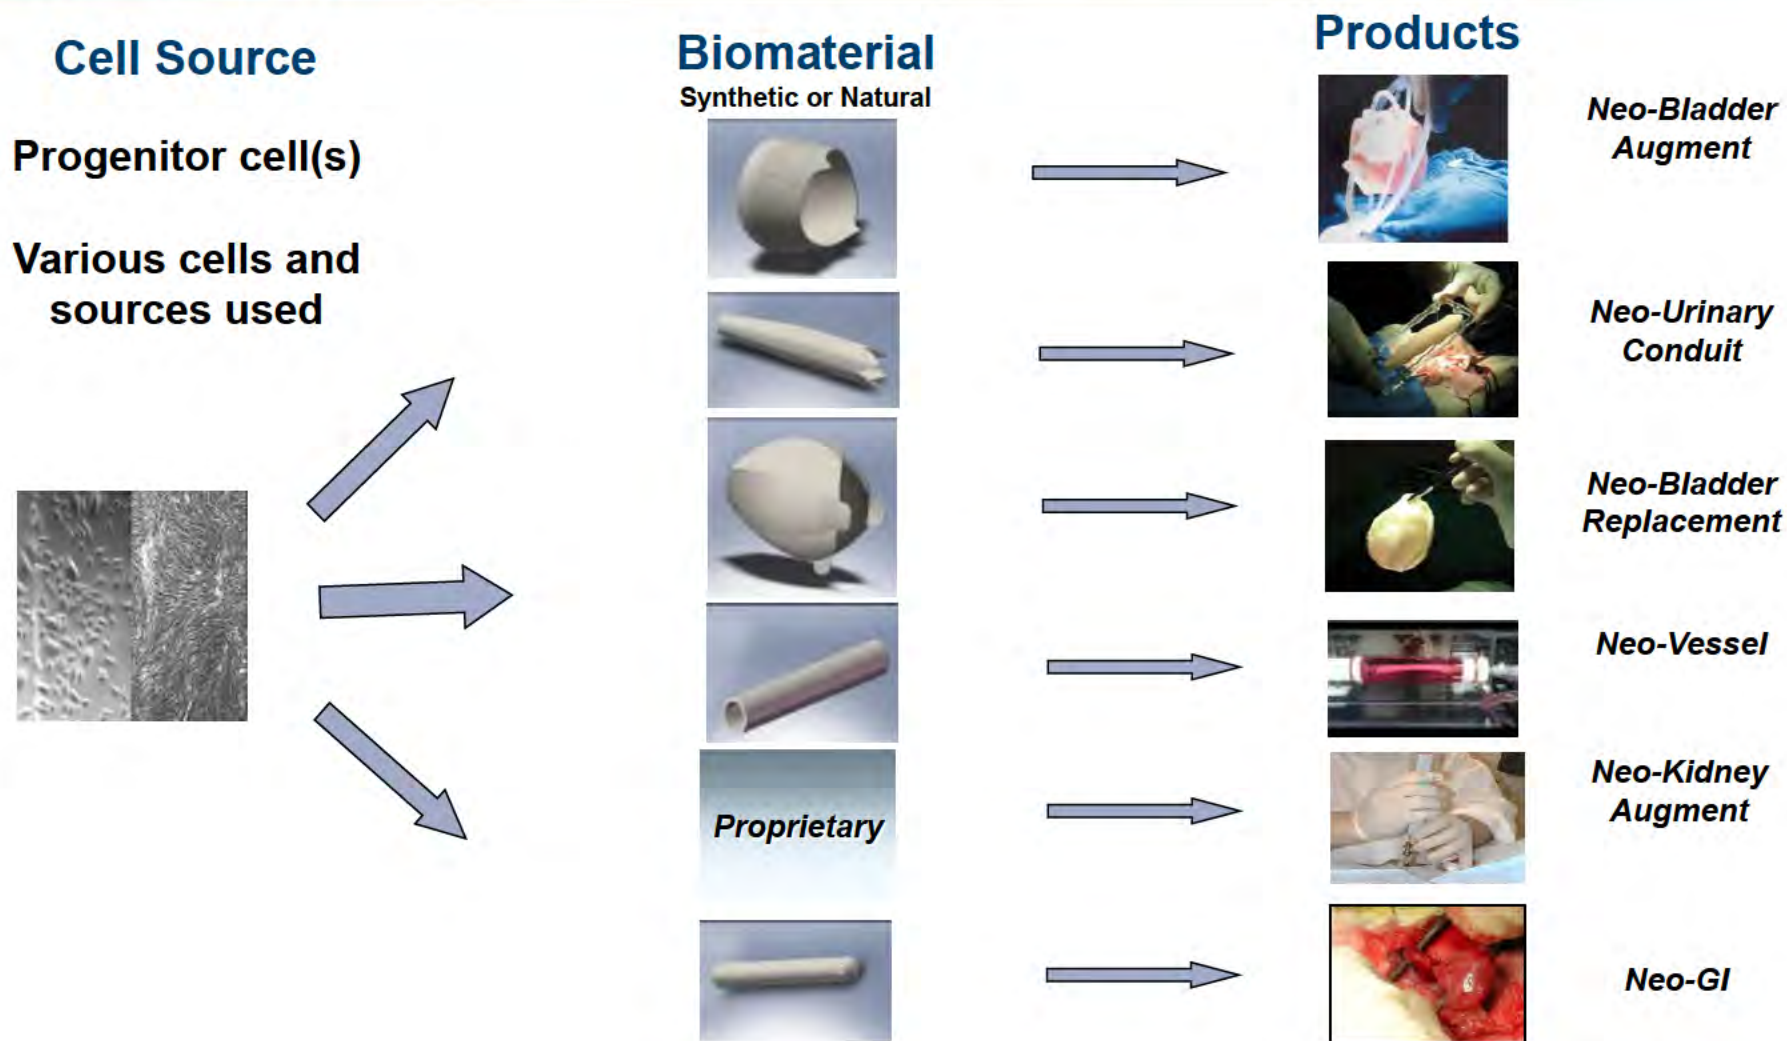 Cell Source
Progenitor cell(s)
Various cells and
sources used
Biomaterial
Synthetic or Natural
Proprietary
Products
Neo-Bladder
Augment
Neo-Urinary
Conduit
Neo-Bladder
Replacement
Neo-Vessel
Neo-Kidney
Augment
Neo-GI